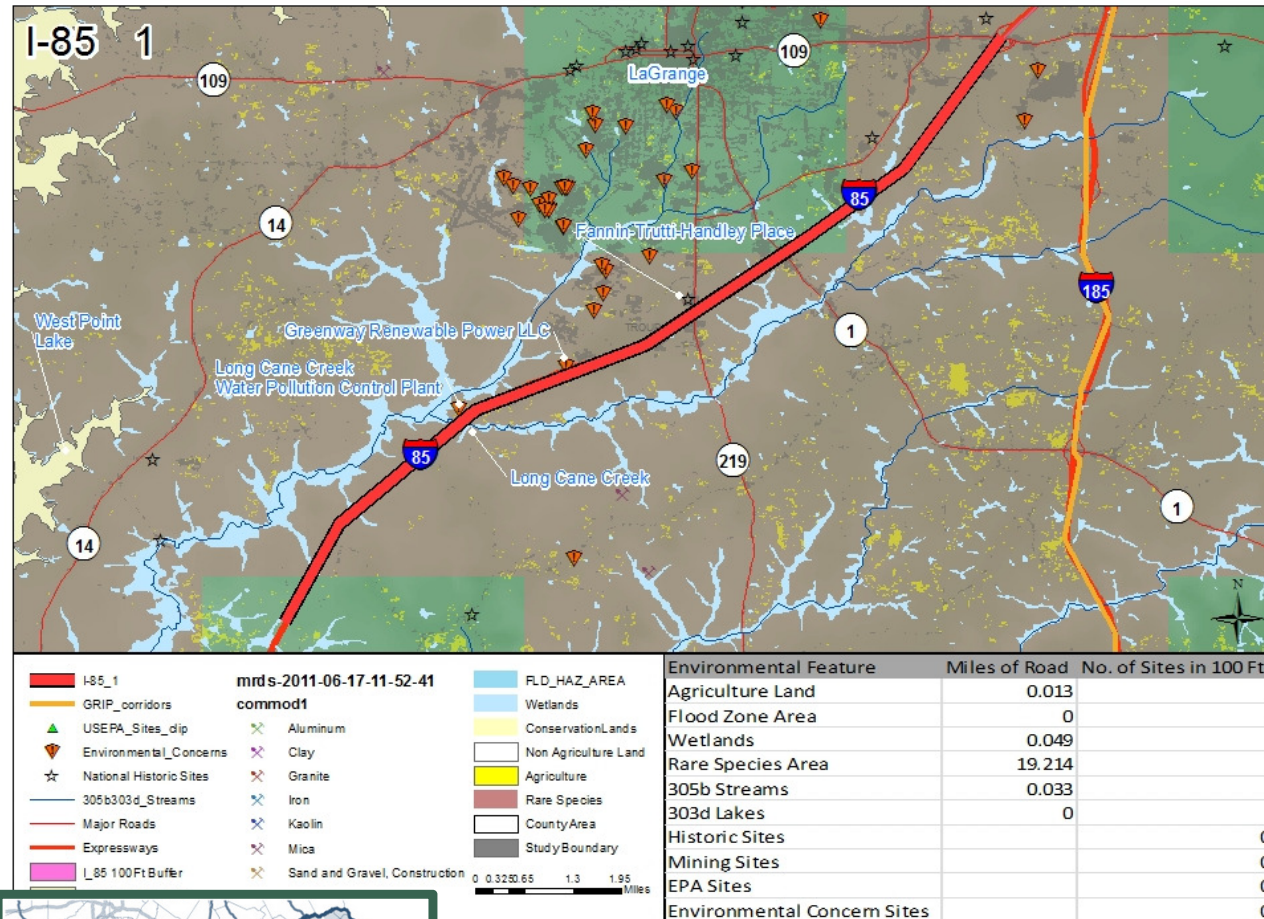 I-85 1
109
LaGrange
109
14
85
Fannin-Trutti-Handley Place
185
West Point
Lake
Greenway Renewable Power LLC
1
Long Cane Creek
Water Pollution Control Plant
85
219
Long Cane Creek
1
14
N
I-85_1
GRIP_corridors
USEPA_Sites_clip
Environmental_Concerns
National Historic Sites
305b303d_Streams
Major Roads
Expressways
I_85 100Ft Buffer
mrds-2011-06-17-11-52-41
commod1
Aluminum
Clay
Granite
Iron
Kaolin
Mica
Sand and Gravel, Construction
FLD_HAZ_AREA
Wetlands
ConservationLands
Non Agriculture Land
Agriculture
Rare Species
CountyArea
Study Boundary
0 0.325 0.65 1.3 1.95
Miles
Environmental Feature Miles of Road No. of Sites in 100 Ft
Agriculture Land 0.013
Flood Zone Area 0
Wetlands 0.049
Rare Species Area 19.214
305b Streams 0.033
303d Lakes 0
Historic Sites 0
Mining Sites 0
EPA Sites 0
Environmental Concern Sites 0